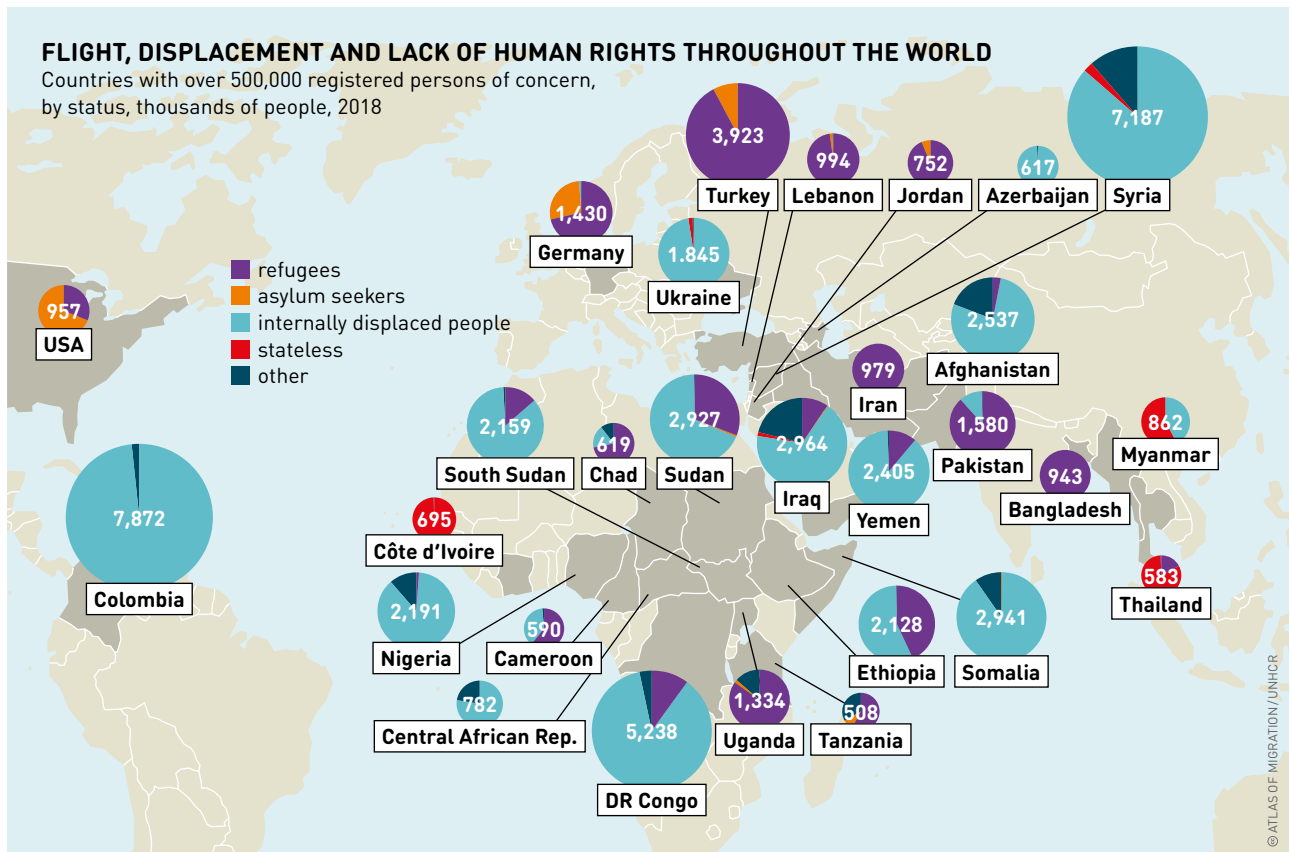 FLIGHT, DISPLACEMENT AND LACK OF HUMAN RIGHTS THROUGHOUT THE WORLD
Countries with over 500,000 registered persons of concern,
by status, thousands of people, 2018
refugees
asylum seekers
internally displaced people
stateless
other
3,923
Turkey
994
Lebanon
752
Jordan
617
Azerbaijan
7,187
Syria
1,430
Germany
1.845
Ukraine
957
USA
2,537
Afghanistan
979
Iran
2,159
South Sudan
619
Chad
2,927
Sudan
2,964
Iraq
2,405
Yemen
1,580
Pakistan
943
Bangladesh
862
Myanmar
7,872
Colombia
695
Côte d’Ivoire
583
Thailand
2,191
Nigeria
590
Cameroon
2,128
Ethiopia
2,941
Somalia
782
Central African Rep.
5,238
DR Congo
1,334
Uganda
508
Tanzania
© ATLAS OF MIGRATION / UNHCR